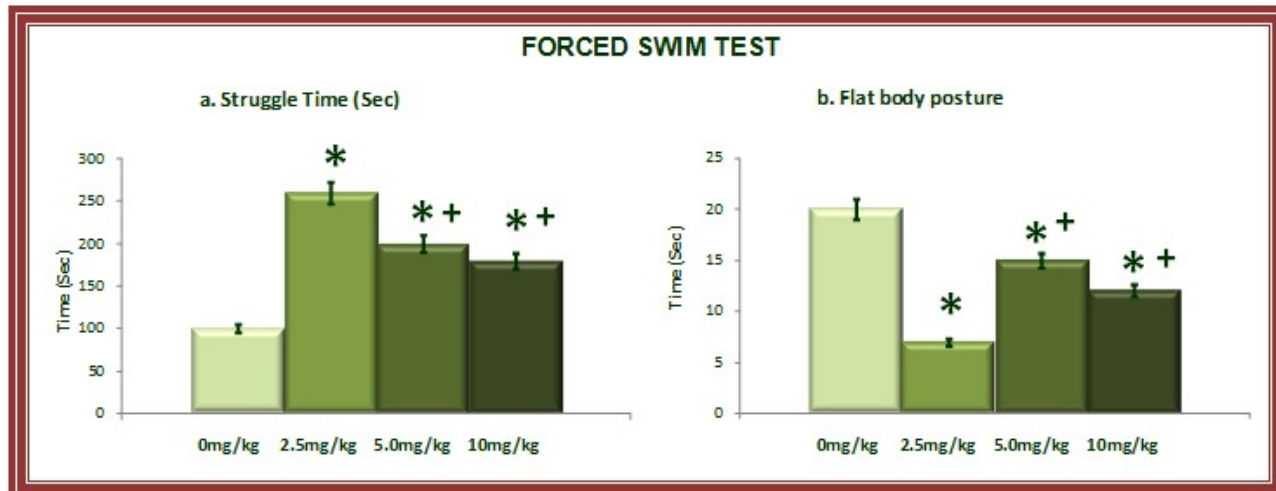 FORCED SWIM TEST
a. Struggle Time (Sec)
Time (Sec)
300
250
200
150
100
50
0
*
* +
* +
0mg/kg 2.5mg/kg 5.0mg/kg 10mg/kg
b. Flat body posture
Time (Sec)
25
20
15
10
5
0
*
* +
* +
0mg/kg 2.5mg/kg 5.0mg/kg 10mg/kg